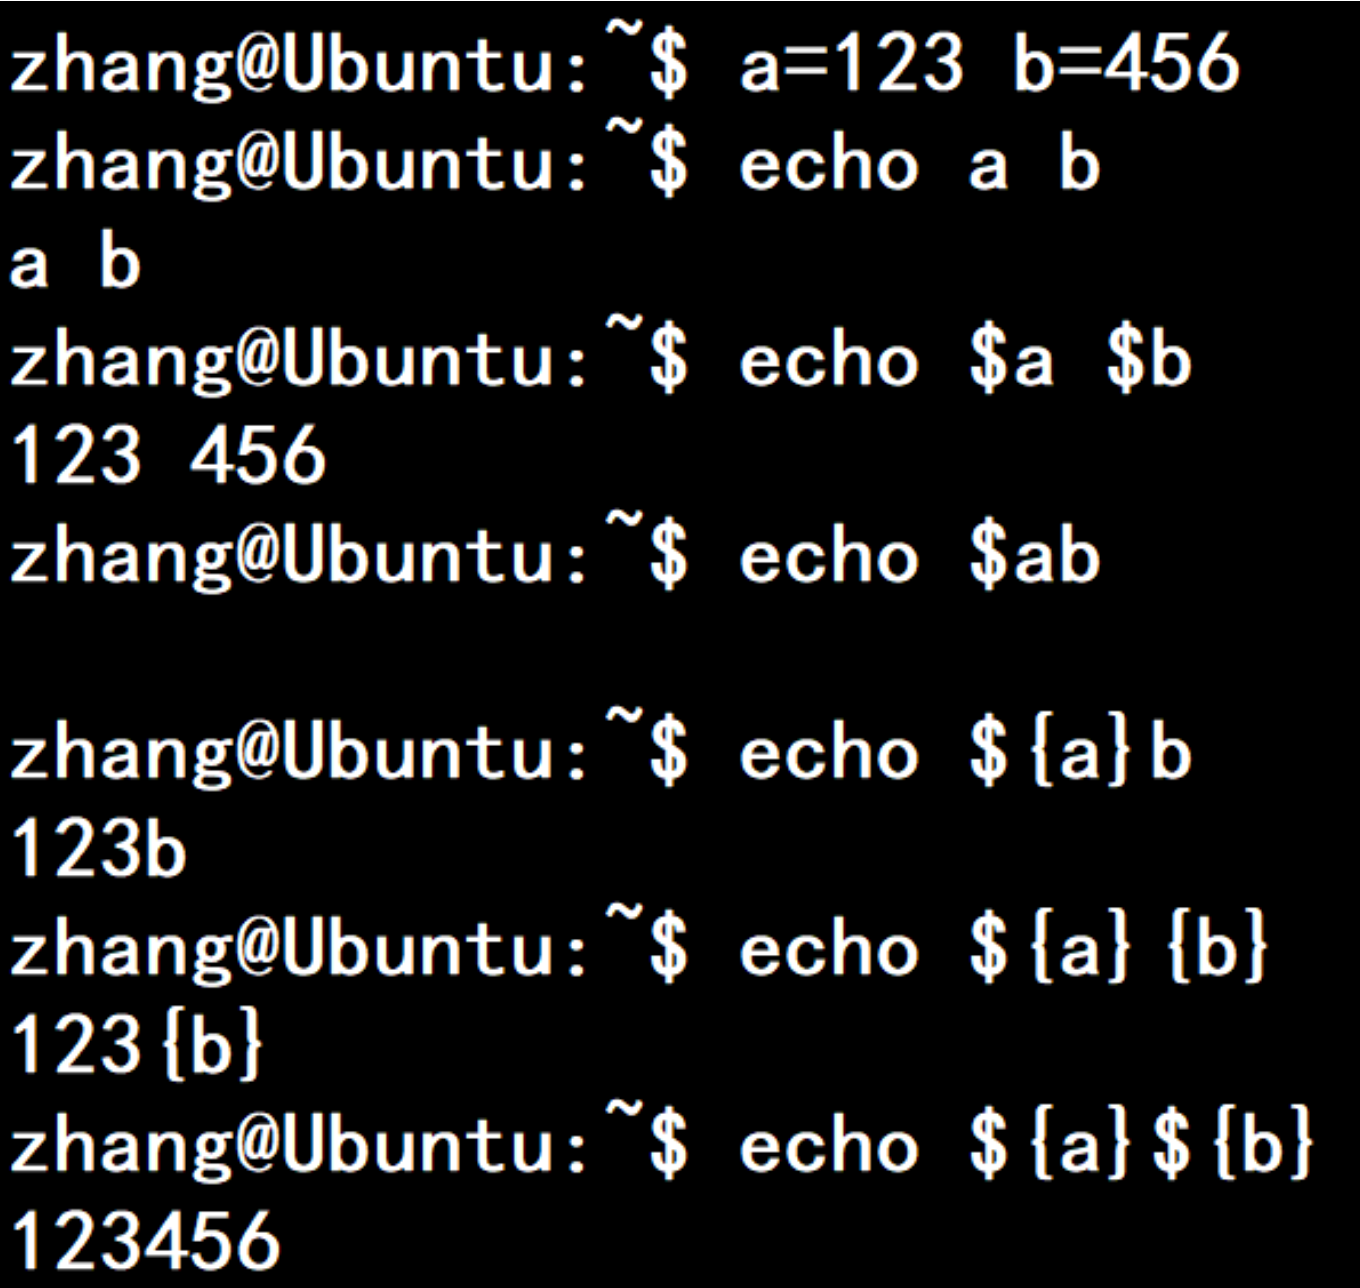 zhang@Ubuntu:~$ a=123 b=456
zhang@Ubuntu:~$ echo a b
a b
zhang@Ubuntu:~$ echo $a $b
123 456
zhang@Ubuntu:~$ echo $ab
zhang@Ubuntu:~$ echo ${a}b
123b
zhang@Ubuntu:~$ echo ${a}{b}
123{b}
zhang@Ubuntu:~$ echo ${a}${b}
123456